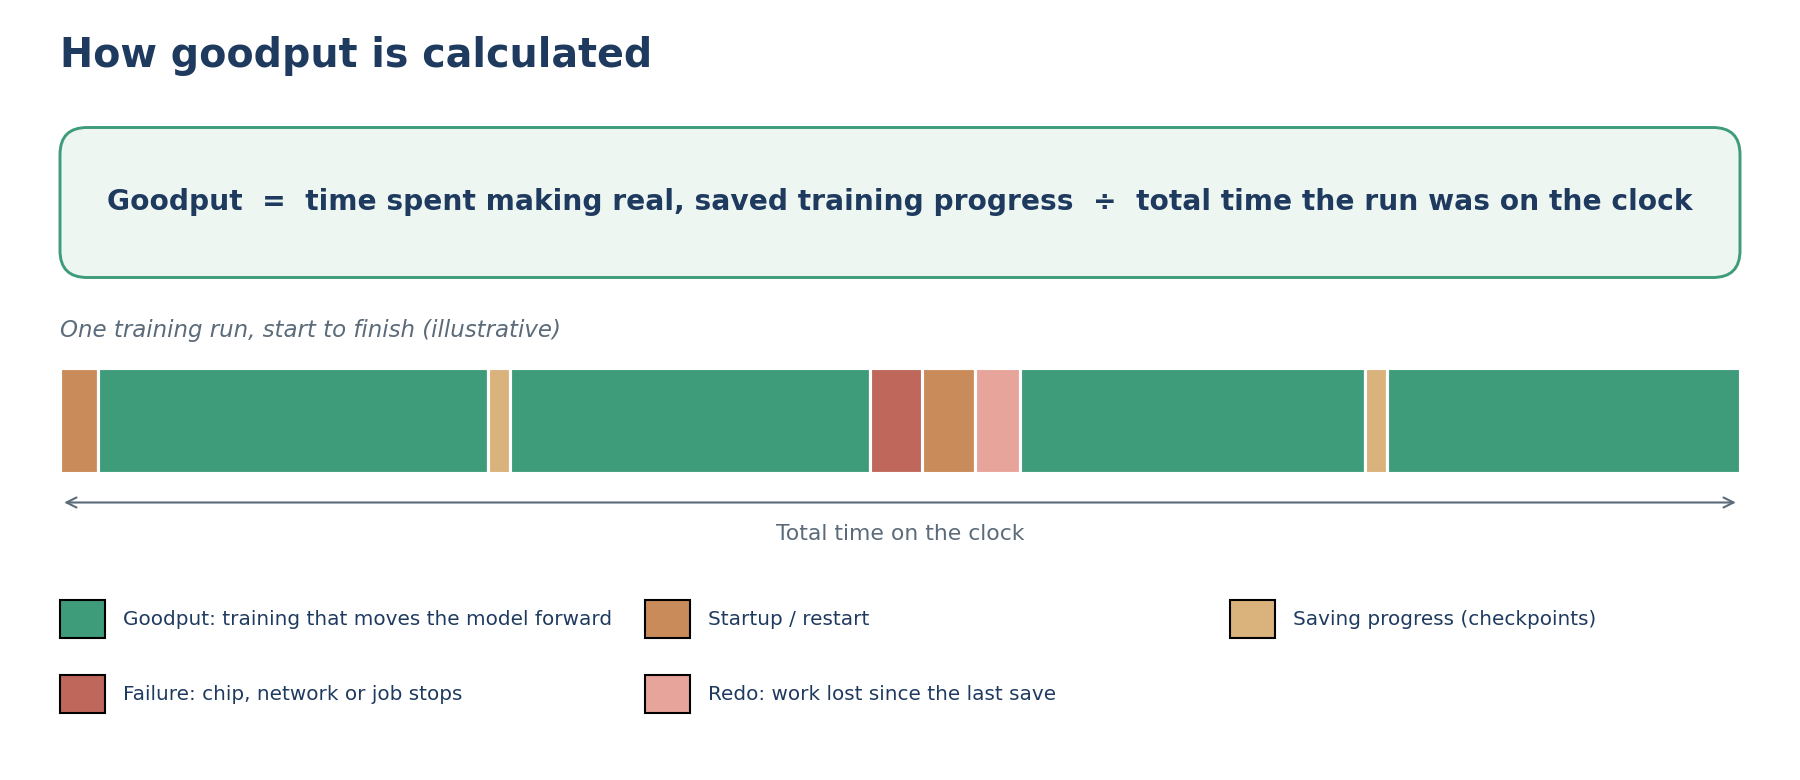 How goodput is calculated
Goodput = time spent making real, saved training progress ÷ total time the run was on the clock
One training run, start to finish (illustrative)
Total time on the clock
Goodput: training that moves the model forward
Startup / restart
Saving progress (checkpoints)
Failure: chip, network or job stops
Redo: work lost since the last save